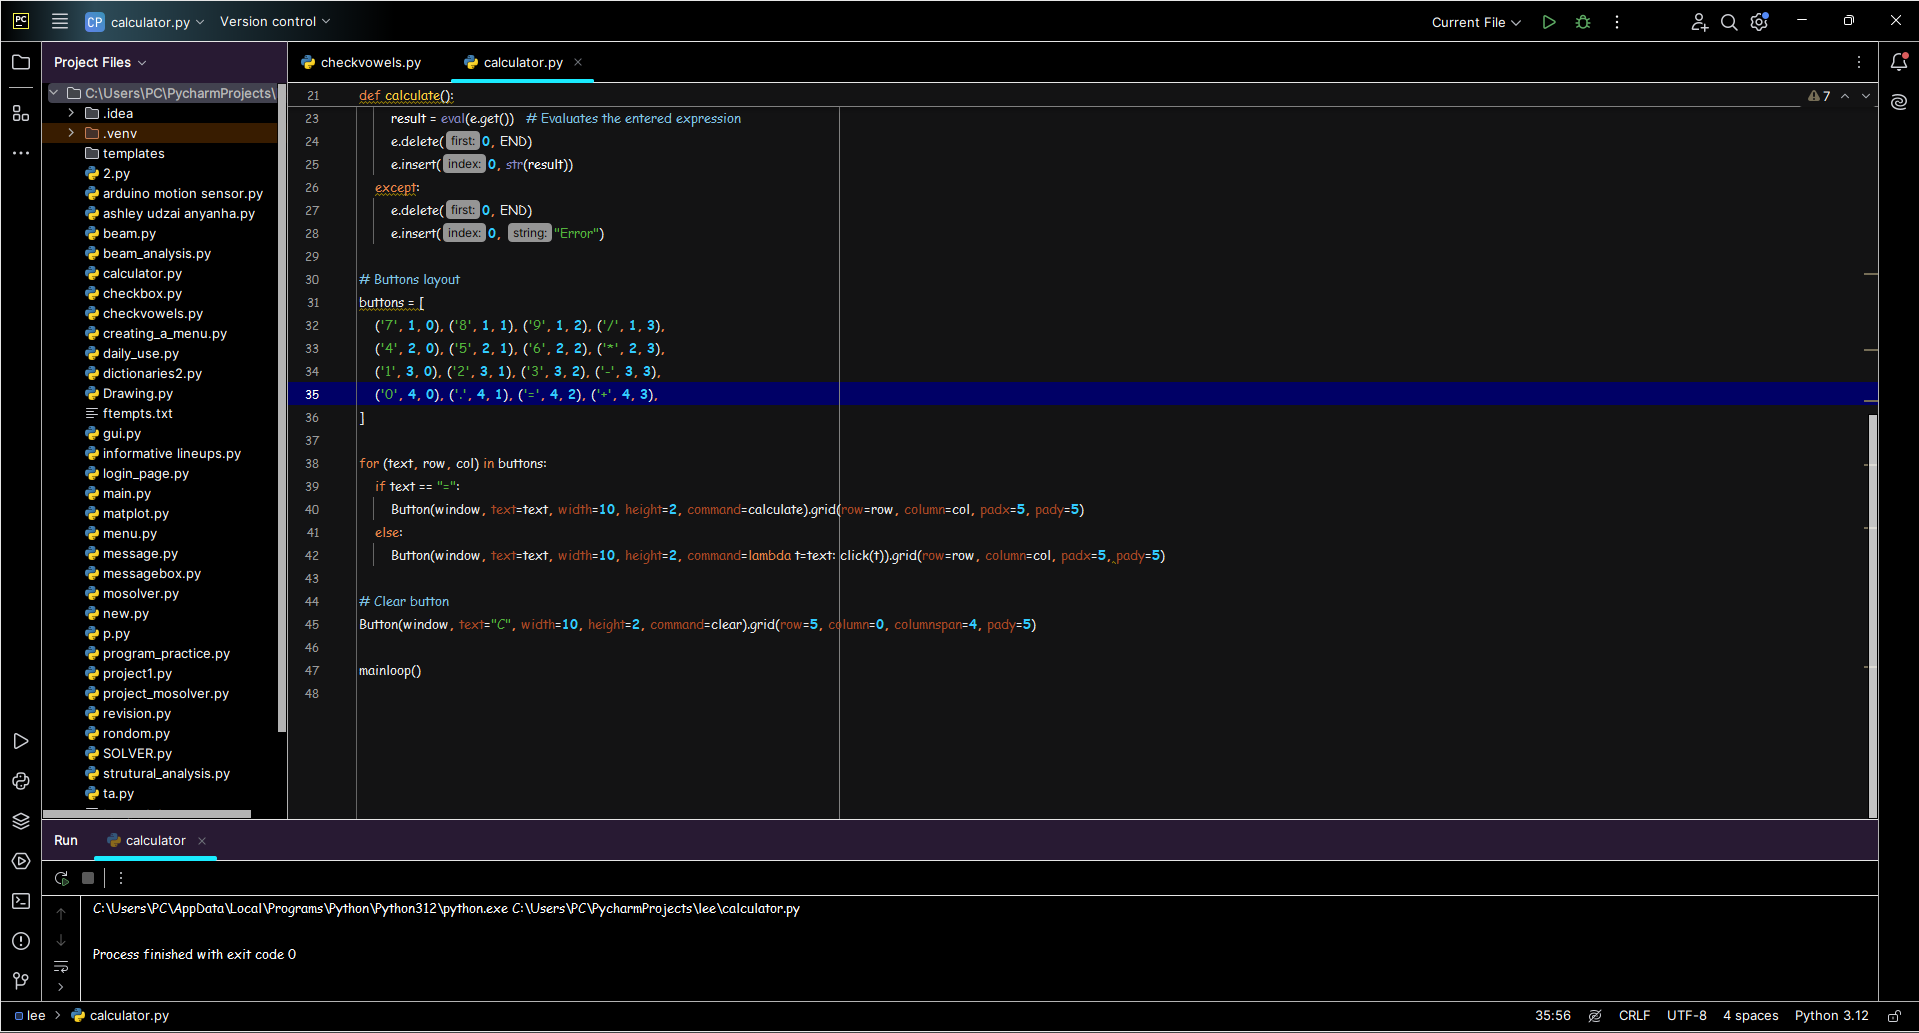 PC CP calculator.py Version control Current File
Project Files checkvowels.py calculator.py
C:\Users\PC\PycharmProjects\
.idea
.venv
templates
2.py
arduino motion sensor.py
ashley udzai anyanha.py
beam.py
beam_analysis.py
calculator.py
checkbox.py
checkvowels.py
creating_a_menu.py
daily_use.py
dictionaries2.py
Drawing.py
ftempts.txt
gui.py
informative lineups.py
login_page.py
main.py
matplot.py
menu.py
message.py
messagebox.py
mosolver.py
new.py
p.py
program_practice.py
project1.py
project_mosolver.py
revision.py
rondom.py
SOLVER.py
strutural_analysis.py
ta.py
21 def calculate(): 7
23 result = eval(e.get()) # Evaluates the entered expression
24 e.delete( first: 0, END)
25 e.insert( index: 0, str(result))
26 except:
27 e.delete( first: 0, END)
28 e.insert( index: 0, string: "Error")
29
30 # Buttons layout
31 buttons = [
32 ('7', 1, 0), ('8', 1, 1), ('9', 1, 2), ('/', 1, 3),
33 ('4', 2, 0), ('5', 2, 1), ('6', 2, 2), ('*', 2, 3),
34 ('1', 3, 0), ('2', 3, 1), ('3', 3, 2), ('-', 3, 3),
35 ('0', 4, 0), ('.', 4, 1), ('=', 4, 2), ('+', 4, 3),
36 ]
37
38 for (text, row, col) in buttons:
39 if text == "=":
40 Button(window, text=text, width=10, height=2, command=calculate).grid(row=row, column=col, padx=5, pady=5)
41 else:
42 Button(window, text=text, width=10, height=2, command=lambda t=text: click(t)).grid(row=row, column=col, padx=5, pady=5)
43
44 # Clear button
45 Button(window, text="C", width=10, height=2, command=clear).grid(row=5, column=0, columnspan=4, pady=5)
46
47 mainloop()
48
Run calculator
C:\Users\PC\AppData\Local\Programs\Python\Python312\python.exe C:\Users\PC\PycharmProjects\lee\calculator.py
Process finished with exit code 0
lee calculator.py 35:56 CRLF UTF-8 4 spaces Python 3.12